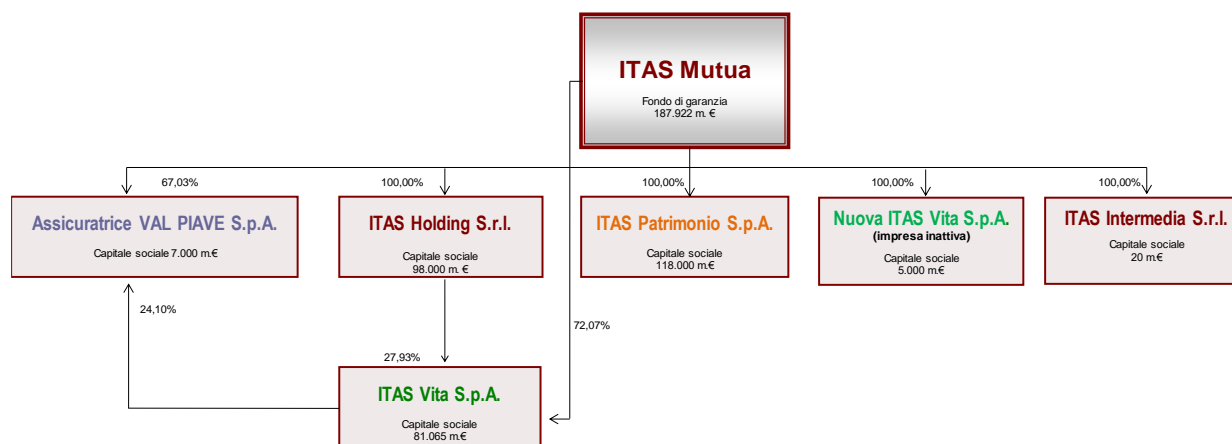 ITAS Mutua
Fondo di garanzia
187.922 m. €
67,03%
100,00%
100,00%
100,00%
100,00%
Assicuratrice VAL PIAVE S.p.A.
Capitale sociale 7.000 m.€
ITAS Holding S.r.l.
Capitale sociale
98.000 m. €
ITAS Patrimonio S.p.A.
Capitale sociale
118.000 m.€
Nuova ITAS Vita S.p.A.
(impresa inattiva)
Capitale sociale
5.000 m.€
ITAS Intermedia S.r.l.
Capitale sociale
20 m.€
24,10%
72,07%
27,93%
ITAS Vita S.p.A.
Capitale sociale
81.065 m.€